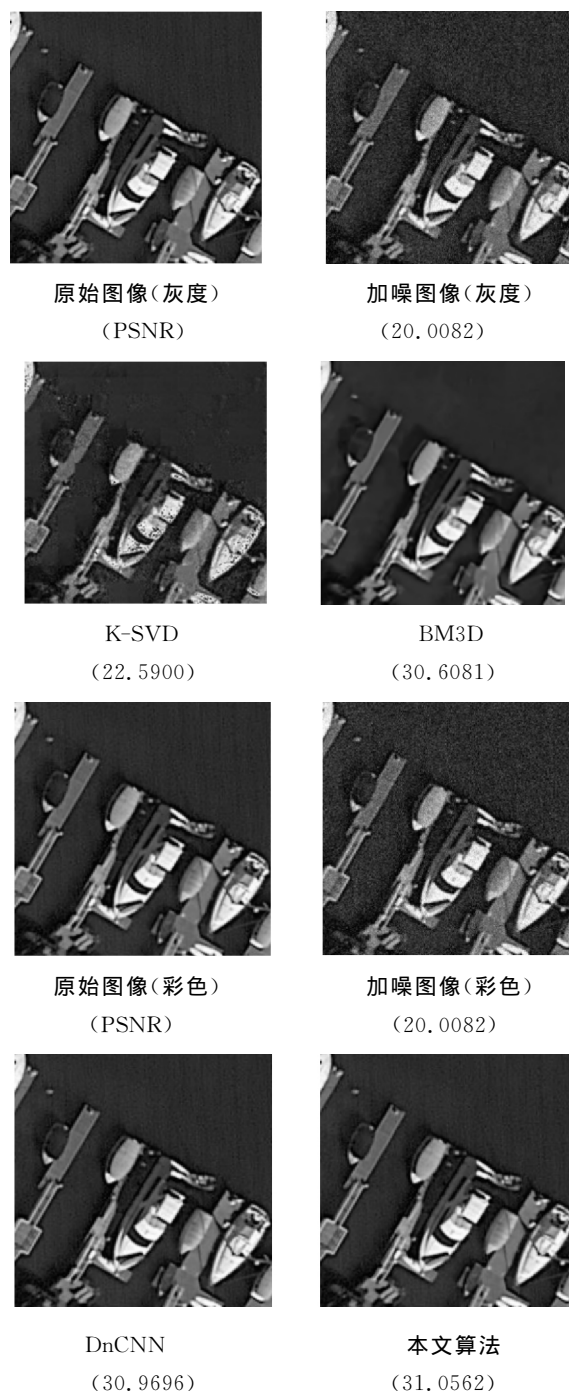 原始图像(灰度)
加噪图像(灰度)
(PSNR)
(20.0082)
K-SVD
BM3D
(22.5900)
(30.6081)
原始图像(彩色)
加噪图像(彩色)
(PSNR)
(20.0082)
DnCNN
本文算法
(30.9696)
(31.0562)